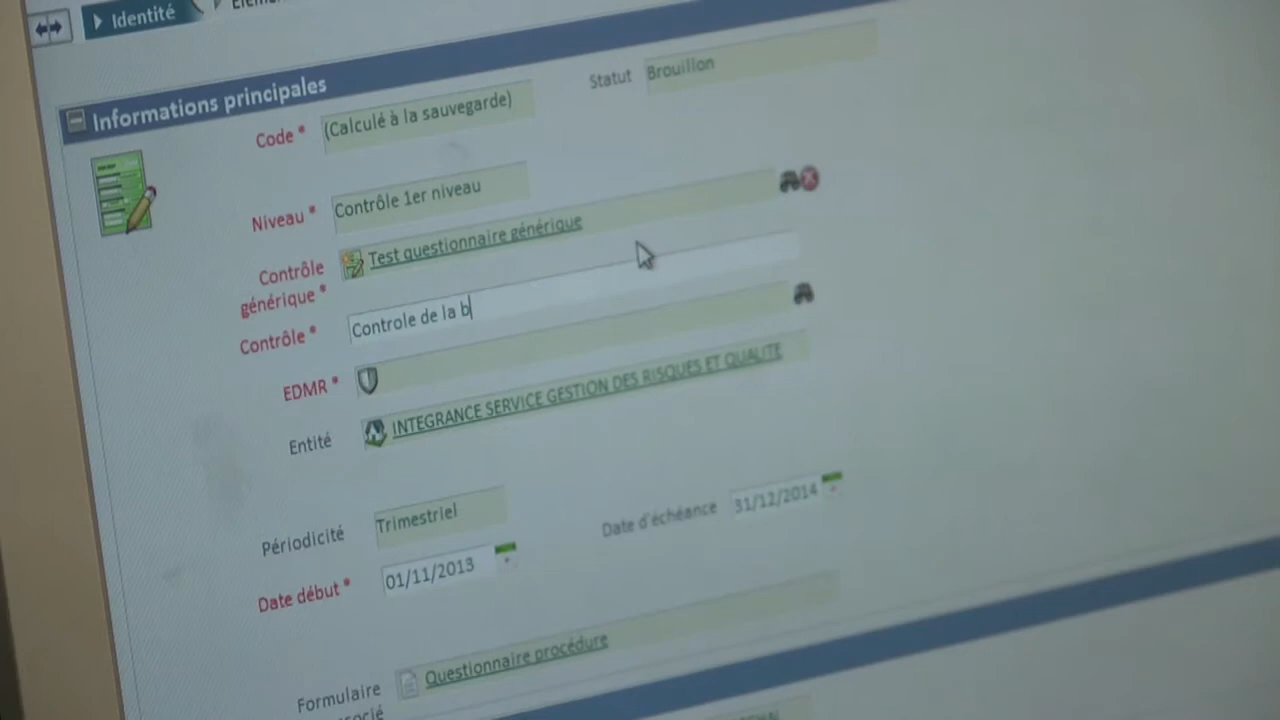 Identité
Informations principales
Code * (Calculé à la sauvegarde) Statut Brouillon
Niveau * Contrôle 1er niveau
Contrôle générique * Test questionnaire générique
Contrôle * Controle de la b
EDMR *
Entité INTEGRANCE SERVICE GESTION DES RISQUES ET QUALITE
Périodicité Trimestriel Date d'échéance 31/12/2014
Date début * 01/11/2013
Formulaire Questionnaire procédure